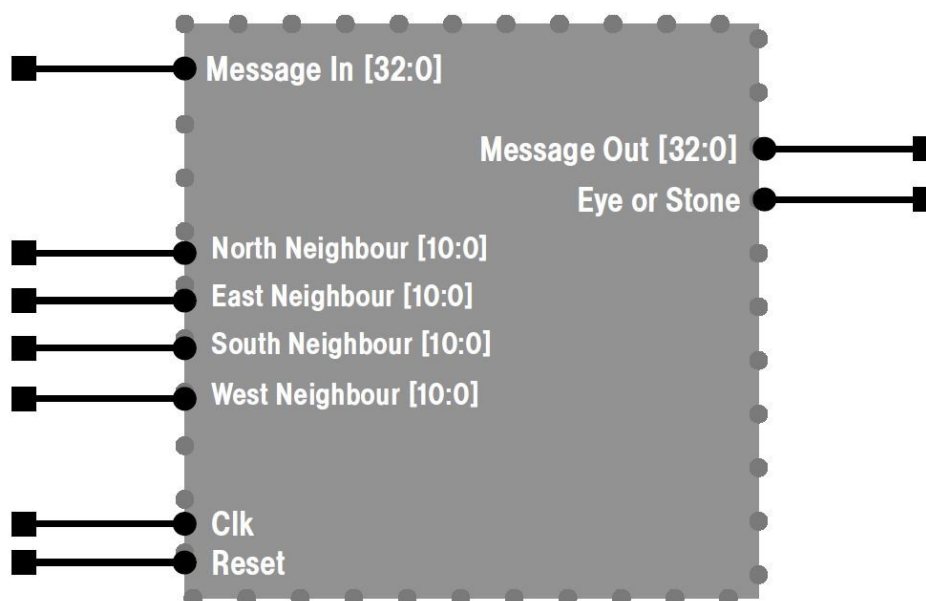 Message In [32:0]
Message Out [32:0]
Eye or Stone
North Neighbour [10:0]
East Neighbour [10:0]
South Neighbour [10:0]
West Neighbour [10:0]
Clk
Reset